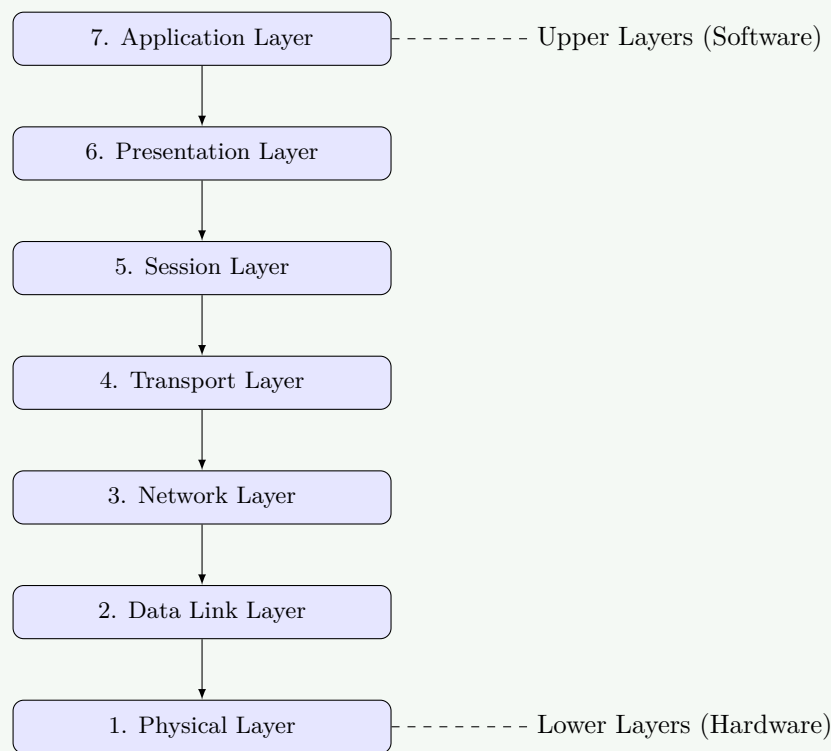 7. Application Layer
Upper Layers (Software)
6. Presentation Layer
5. Session Layer
4. Transport Layer
3. Network Layer
2. Data Link Layer
1. Physical Layer
Lower Layers (Hardware)